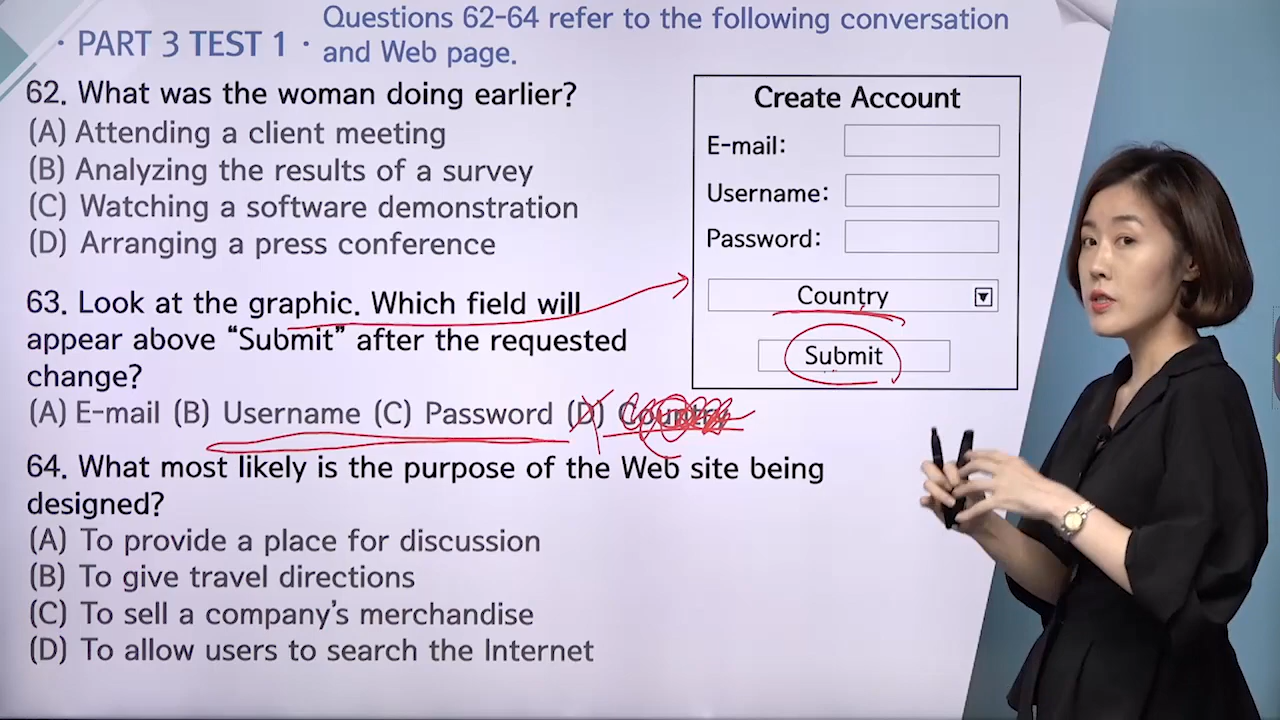 Questions 62-64 refer to the following conversation
· PART 3 TEST 1 · and Web page.
62. What was the woman doing earlier?
(A) Attending a client meeting
(B) Analyzing the results of a survey
(C) Watching a software demonstration
(D) Arranging a press conference
63. Look at the graphic. Which field will
appear above “Submit” after the requested
change?
(A) E-mail (B) Username (C) Password (D) Country
64. What most likely is the purpose of the Web site being
designed?
(A) To provide a place for discussion
(B) To give travel directions
(C) To sell a company’s merchandise
(D) To allow users to search the Internet
Create Account
E-mail:
Username:
Password:
Country
Submit